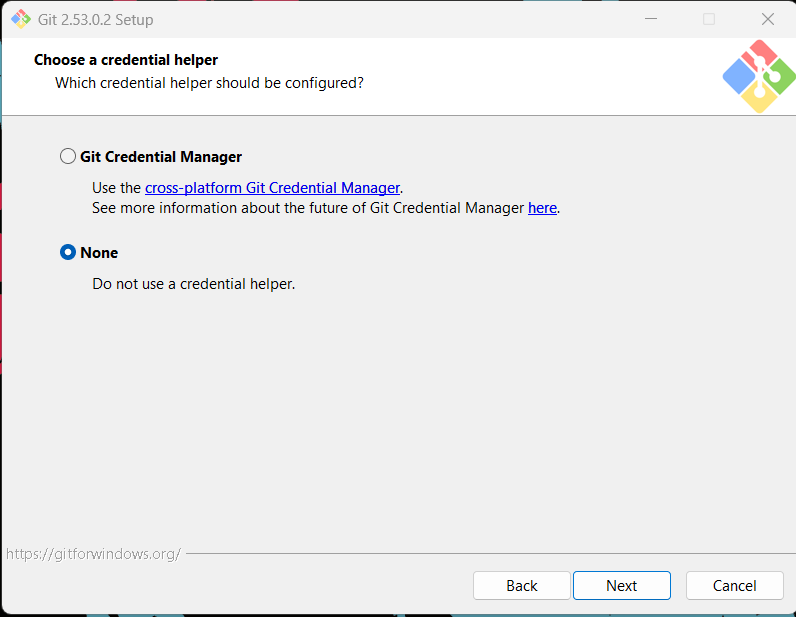 Git 2.53.0.2 Setup
Choose a credential helper
Which credential helper should be configured?
Git Credential Manager
Use the cross-platform Git Credential Manager.
See more information about the future of Git Credential Manager here.
None
Do not use a credential helper.
https://gitforwindows.org/
Back Next Cancel